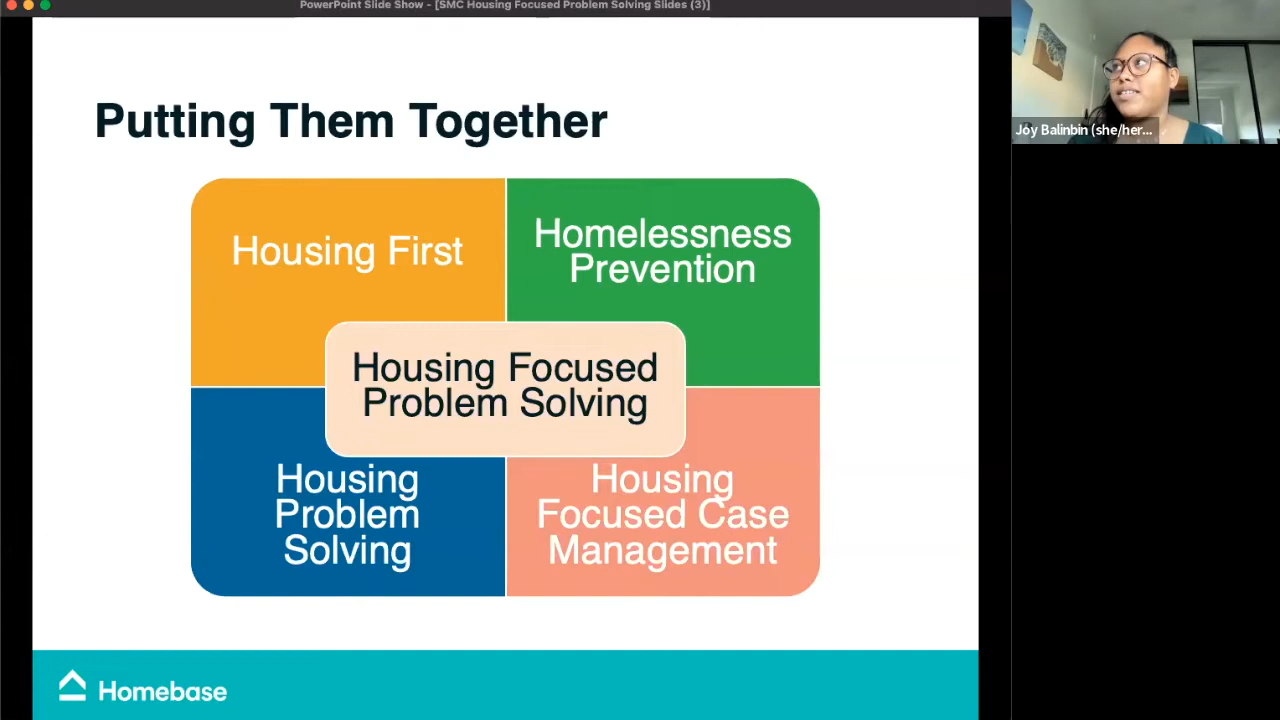 PowerPoint Slide Show - [SMC Housing Focused Problem Solving Slides (3)]
Putting Them Together
Housing First
Homelessness
Prevention
Housing Focused
Problem Solving
Housing
Problem
Solving
Housing
Focused Case
Management
Homebase
Joy Balinbin (she/her...